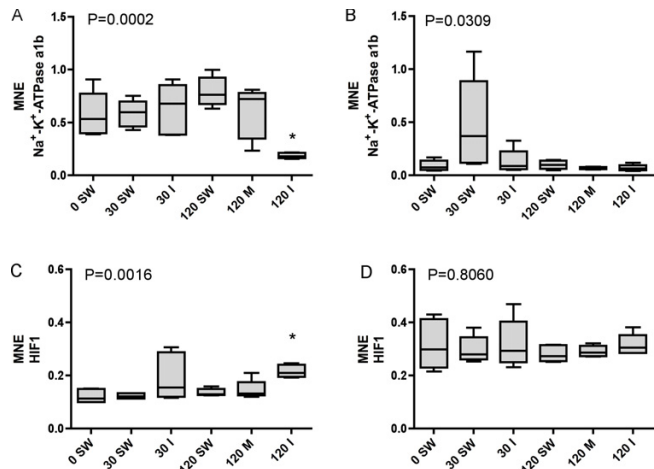 A
P=0.0002
MNE
Na+-K+-ATPase a1b
1.5
1.0
0.5
0.0
*
0 SW
30 SW
30 I
120 SW
120 M
120 I
B
P=0.0309
MNE
Na+-K+-ATPase a1b
1.5
1.0
0.5
0.0
0 SW
30 SW
30 I
120 SW
120 M
120 I
C
P=0.0016
MNE
HIF1
0.6
0.4
0.2
0.0
*
0 SW
30 SW
30 I
120 SW
120 M
120 I
D
P=0.8060
MNE
HIF1
0.6
0.4
0.2
0.0
0 SW
30 SW
30 I
120 SW
120 M
120 I